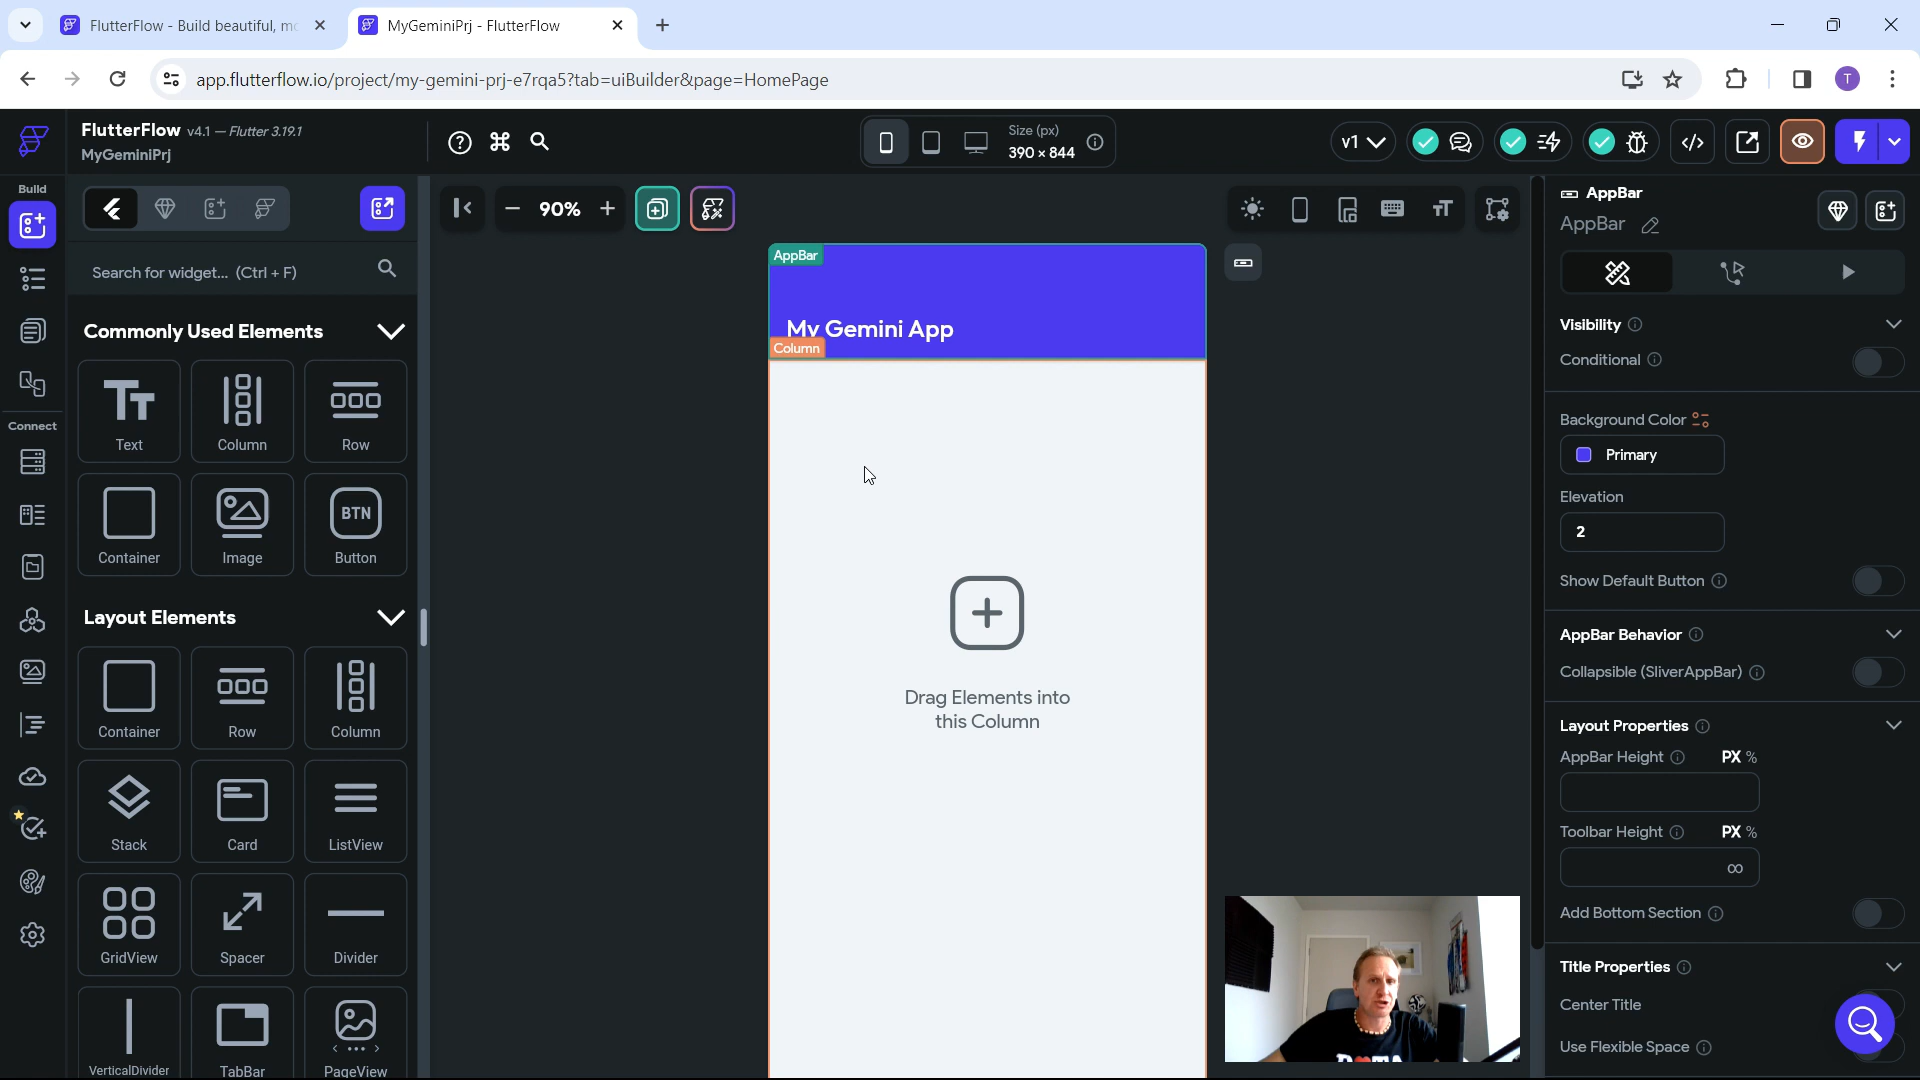 FlutterFlow - Build beautiful, mo
MyGeminiPrj - FlutterFlow
app.flutterflow.io/project/my-gemini-prj-e7rqa5?tab=uiBuilder&page=HomePage
T
FlutterFlow v4.1 — Flutter 3.19.1
MyGeminiPrj
Size (px)
390 × 844
v1
Build
90%
Search for widget... (Ctrl + F)
Commonly Used Elements
Text
Column
Row
Container
Image
BTN
Button
Layout Elements
Container
Row
Column
Stack
Card
ListView
GridView
Spacer
Divider
VerticalDivider
TabBar
PageView
Connect
AppBar
My Gemini App
Column
Drag Elements into
this Column
AppBar
AppBar
Visibility
Conditional
Background Color
Primary
Elevation
2
Show Default Button
AppBar Behavior
Collapsible (SliverAppBar)
Layout Properties
AppBar Height PX %
Toolbar Height PX %
∞
Add Bottom Section
Title Properties
Center Title
Use Flexible Space